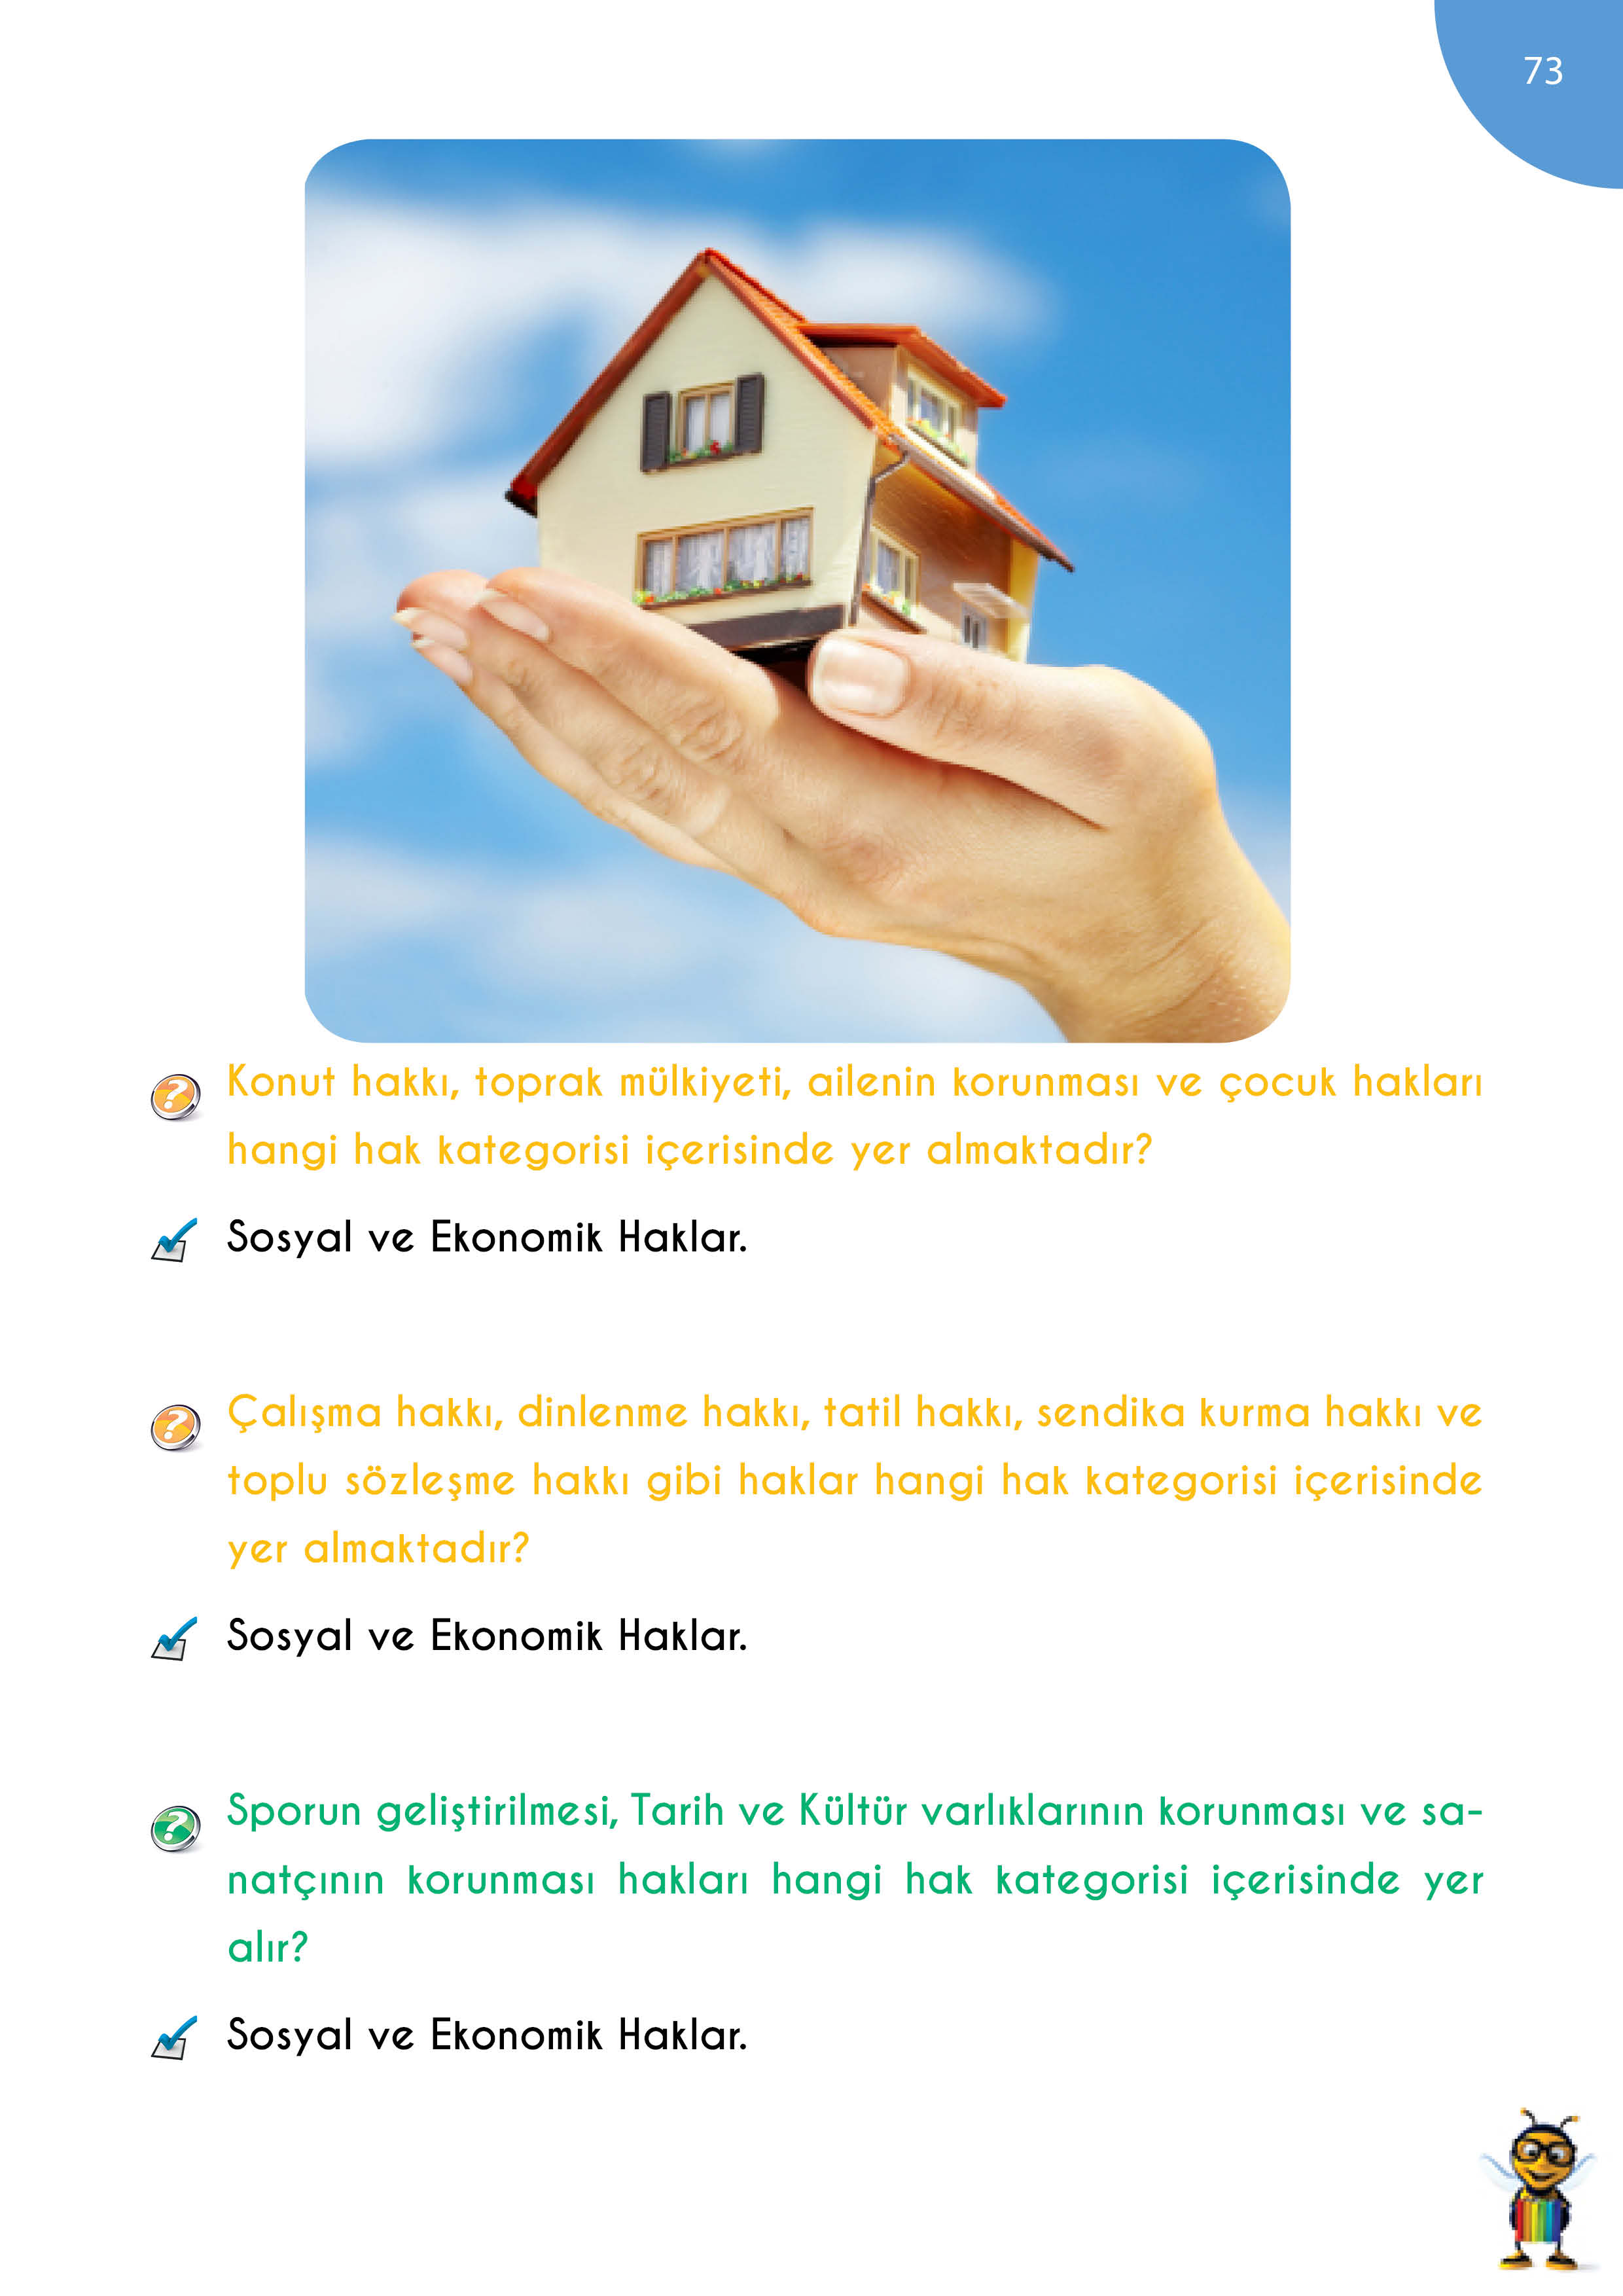 73
Konut hakkı, toprak mülkiyeti, ailenin korunması ve çocuk hakları
hangi hak kategorisi içerisinde yer almaktadır?
Sosyal ve Ekonomik Haklar.
Çalışma hakkı, dinlenme hakkı, tatil hakkı, sendika kurma hakkı ve
toplu sözleşme hakkı gibi haklar hangi hak kategorisi içerisinde
yer almaktadır?
Sosyal ve Ekonomik Haklar.
Sporun geliştirilmesi, Tarih ve Kültür varlıklarının korunması ve sa-
natçının korunması hakları hangi hak kategorisi içerisinde yer
alır?
Sosyal ve Ekonomik Haklar.